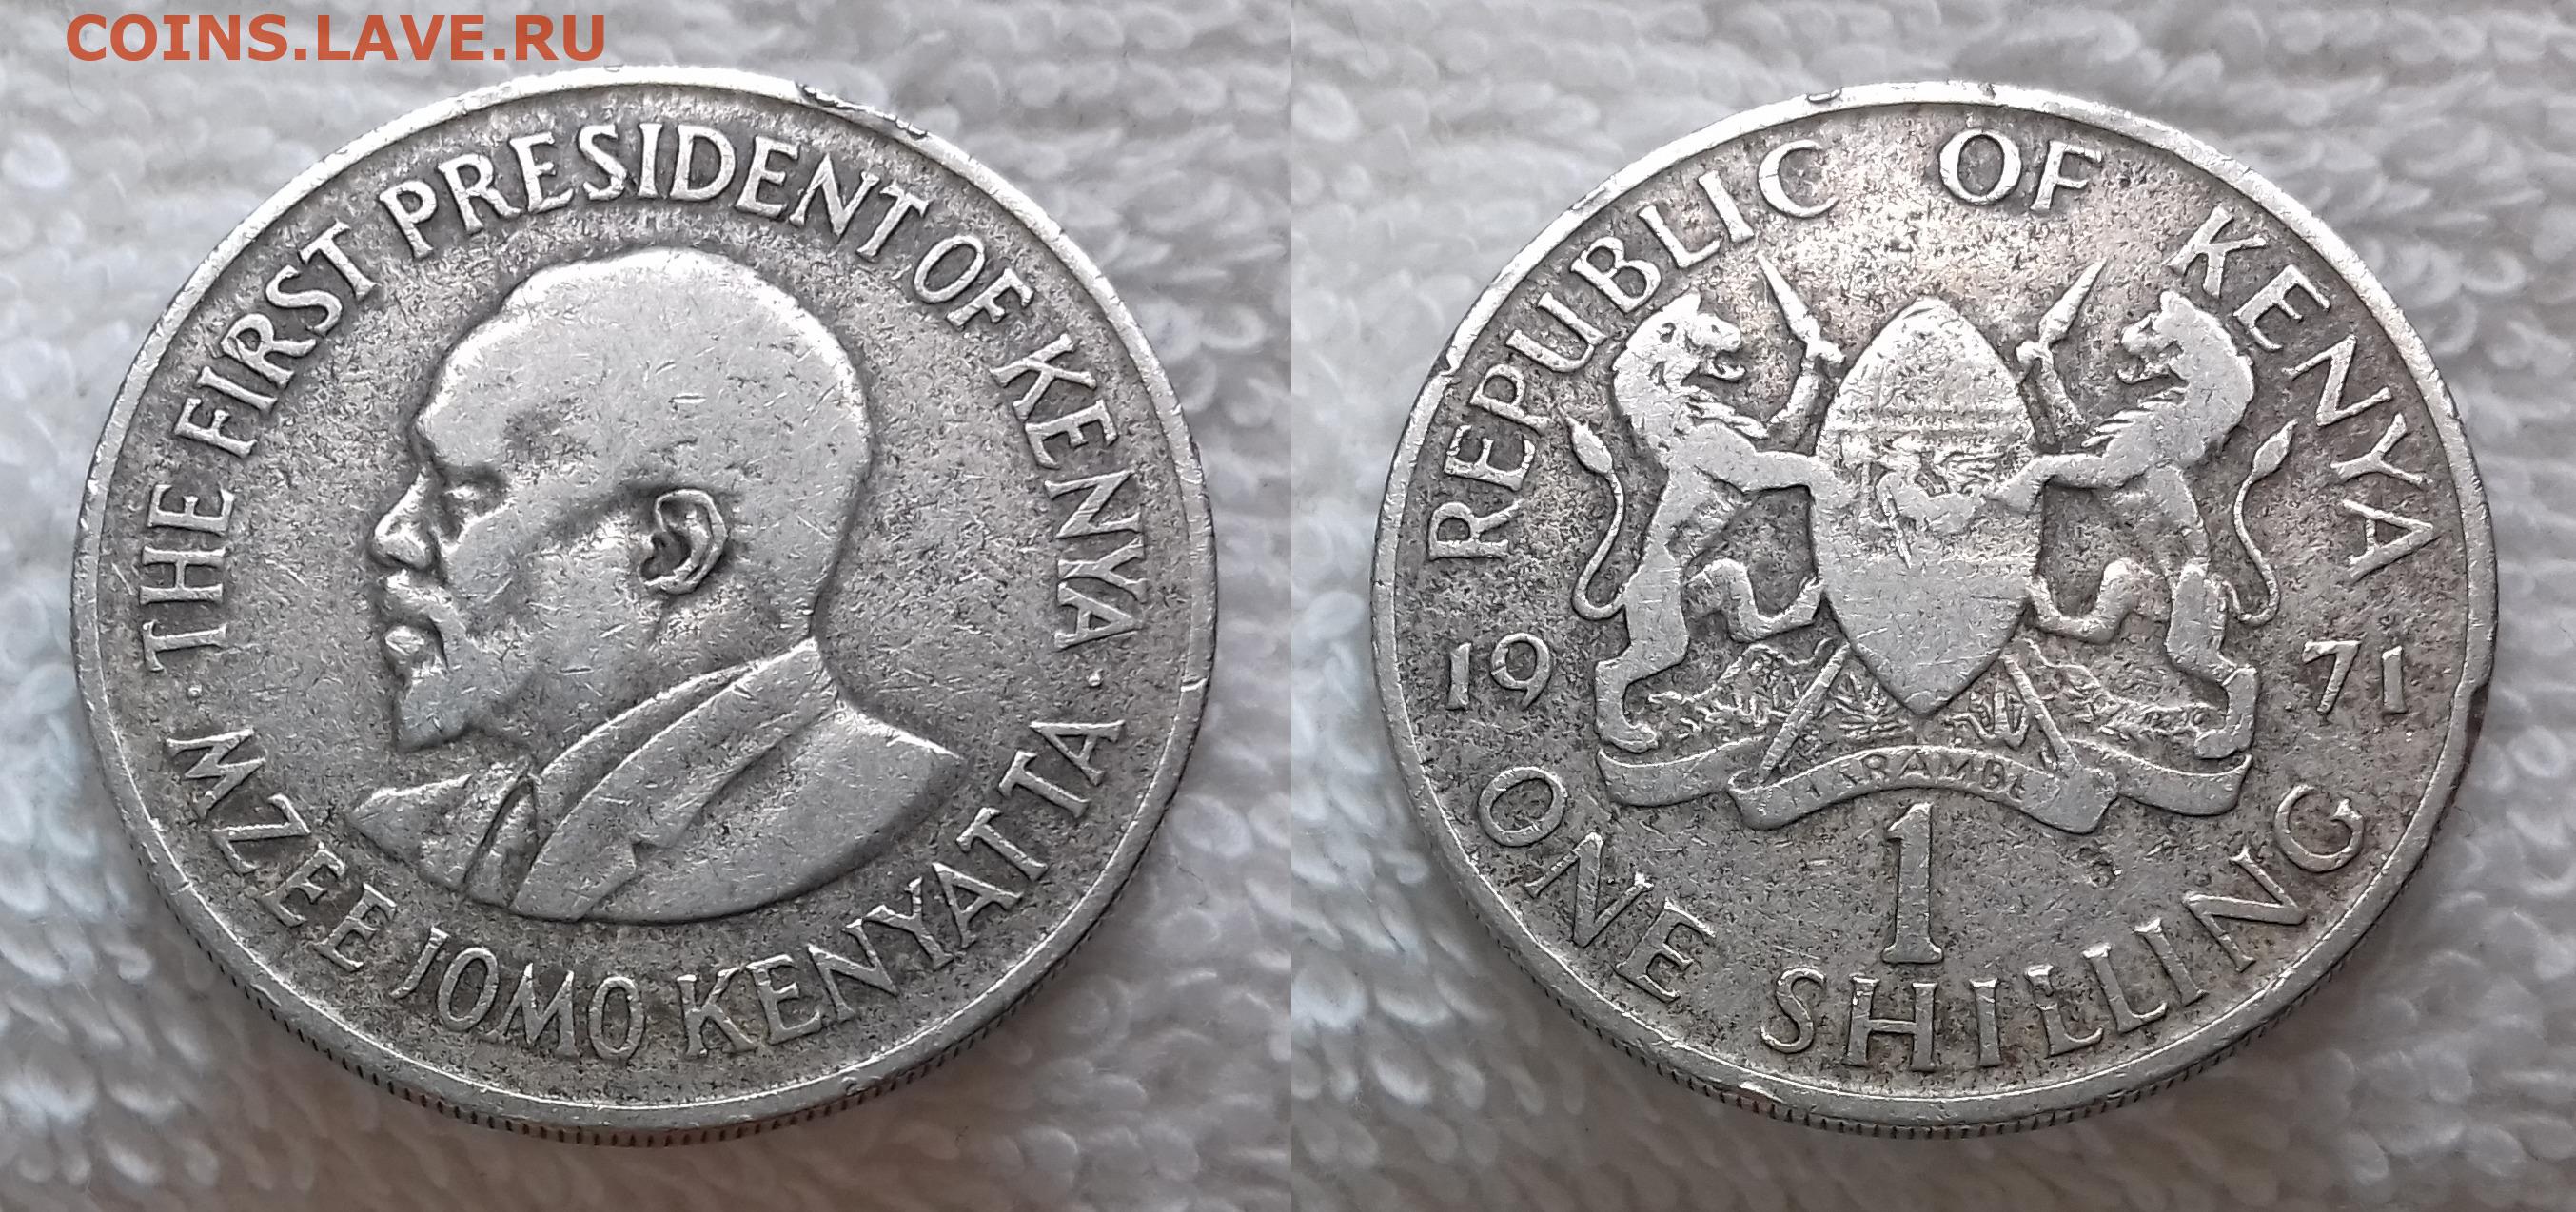 COINS.LAVE.RU
· THE FIRST PRESIDENT OF KENYA ·
MZEE JOMO KENYATTA
REPUBLIC OF KENYA
19 71
1
ONE SHILLING